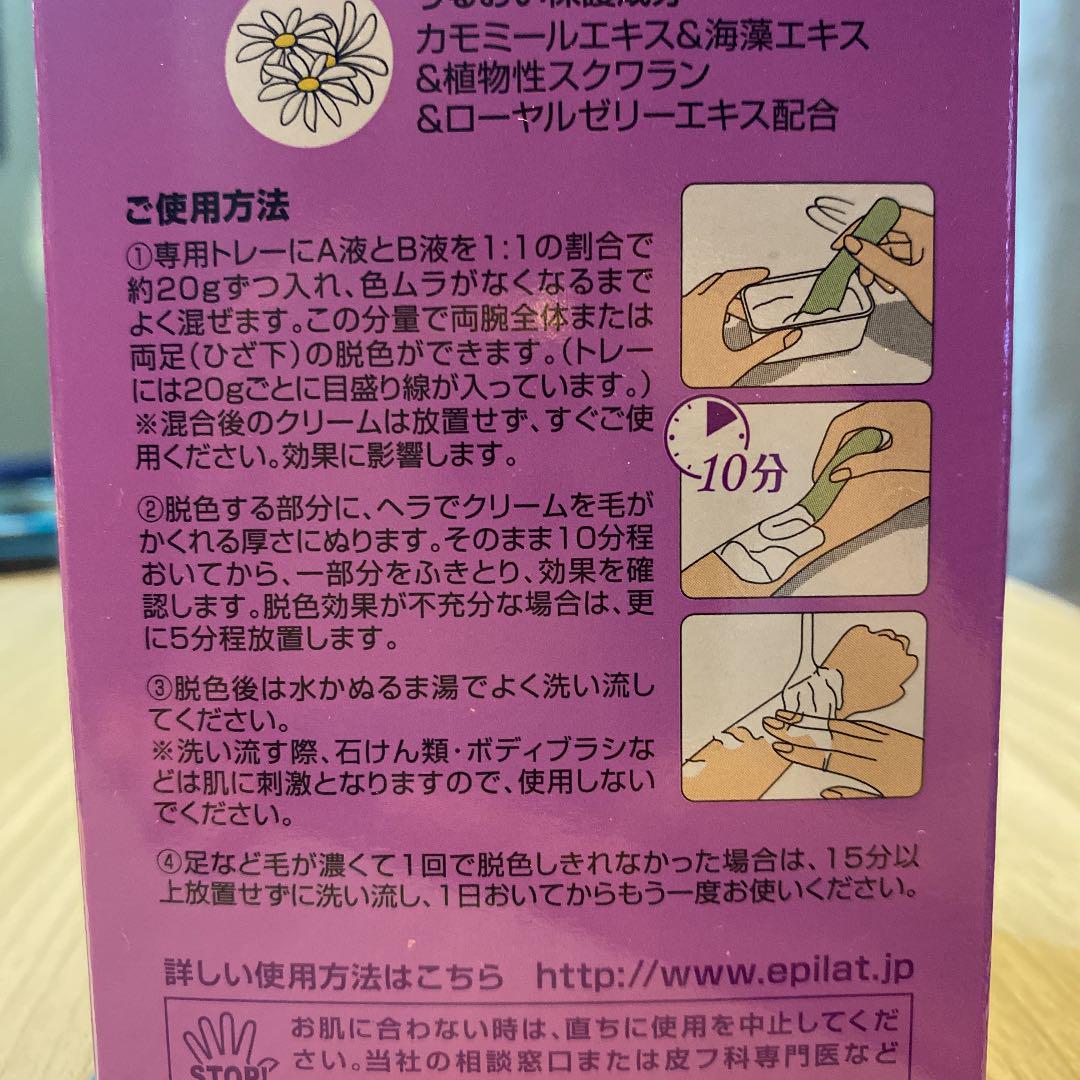 うるおい保護成分
カモミールエキス&海藻エキス
&植物性スクワラン
&ローヤルゼリーエキス配合
ご使用方法
①専用トレーにA液とB液を1:1の割合で
約20gずつ入れ、色ムラがなくなるまで
よく混ぜます。この分量で両腕全体または
両足(ひざ下)の脱色ができます。(トレー
には20gごとに目盛り線が入っています。)
※混合後のクリームは放置せず、すぐご使
用ください。効果に影響します。
10分
②脱色する部分に、ヘラでクリームを毛が
かくれる厚さにぬります。そのまま10分程
おいてから、一部分をふきとり、効果を確
認します。脱色効果が不充分な場合は、更
に5分程放置します。
③脱色後は水かぬるま湯でよく洗い流し
てください。
※洗い流す際、石けん類・ボディブラシな
どは肌に刺激となりますので、使用しない
でください。
④足など毛が濃くて1回で脱色しきれなかった場合は、15分以
上放置せずに洗い流し、1日おいてからもう一度お使いください。
詳しい使用方法はこちら http://www.epilat.jp
お肌に合わない時は、直ちに使用を中止してくだ
さい。当社の相談窓口または皮フ科専門医など
STOP!